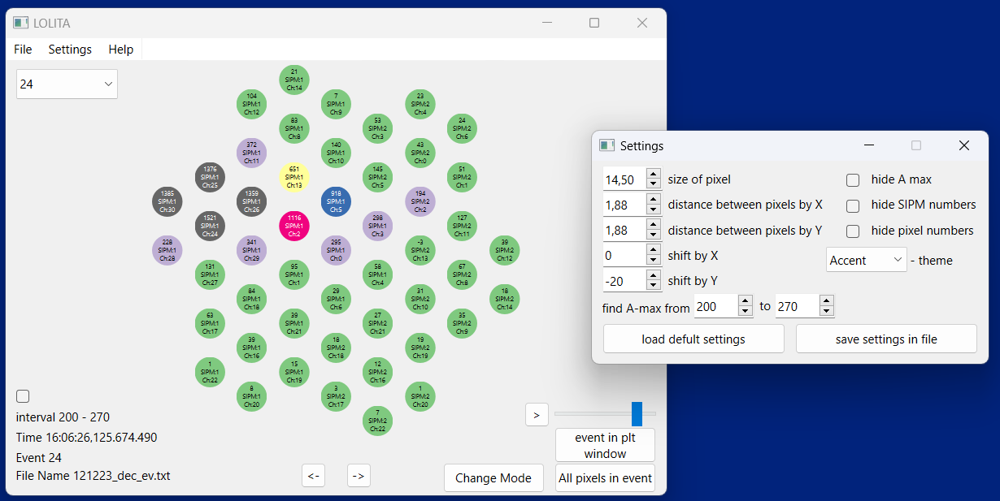 LOLITA
File Settings Help
24
21
SIPM:1
Ch:14
104
SIPM:1
Ch:12
7
SIPM:1
Ch:9
23
SIPM:2
Ch:4
83
SIPM:1
Ch:8
53
SIPM:2
Ch:3
24
SIPM:2
Ch:6
372
SIPM:1
Ch:11
140
SIPM:1
Ch:10
43
SIPM:2
Ch:0
1376
SIPM:1
Ch:25
651
SIPM:1
Ch:13
145
SIPM:2
Ch:5
51
SIPM:2
Ch:1
1385
SIPM:1
Ch:30
1359
SIPM:1
Ch:26
918
SIPM:1
Ch:5
194
SIPM:2
Ch:2
1521
SIPM:1
Ch:24
1116
SIPM:1
Ch:2
298
SIPM:1
Ch:3
127
SIPM:2
Ch:11
228
SIPM:1
Ch:28
341
SIPM:1
Ch:29
295
SIPM:1
Ch:0
-3
SIPM:2
Ch:13
39
SIPM:2
Ch:12
131
SIPM:1
Ch:27
95
SIPM:1
Ch:1
58
SIPM:1
Ch:4
67
SIPM:2
Ch:8
84
SIPM:1
Ch:18
29
SIPM:1
Ch:6
31
SIPM:2
Ch:10
18
SIPM:2
Ch:14
63
SIPM:1
Ch:17
39
SIPM:1
Ch:21
27
SIPM:2
Ch:21
35
SIPM:2
Ch:9
39
SIPM:1
Ch:16
18
SIPM:2
Ch:18
19
SIPM:2
Ch:19
1
SIPM:1
Ch:22
15
SIPM:1
Ch:19
12
SIPM:2
Ch:16
8
SIPM:1
Ch:20
3
SIPM:2
Ch:17
1
SIPM:2
Ch:20
7
SIPM:2
Ch:22
interval 200 - 270
Time 16:06:26,125.674.490
Event 24
File Name 121223_dec_ev.txt
<-
->
>
event in plt
window
Change Mode
All pixels in event
Settings
14,50 size of pixel
hide A max
1,88 distance between pixels by X
hide SIPM numbers
1,88 distance between pixels by Y
hide pixel numbers
0 shift by X
Accent - theme
-20 shift by Y
find A-max from 200 to 270
load defult settings
save settings in file